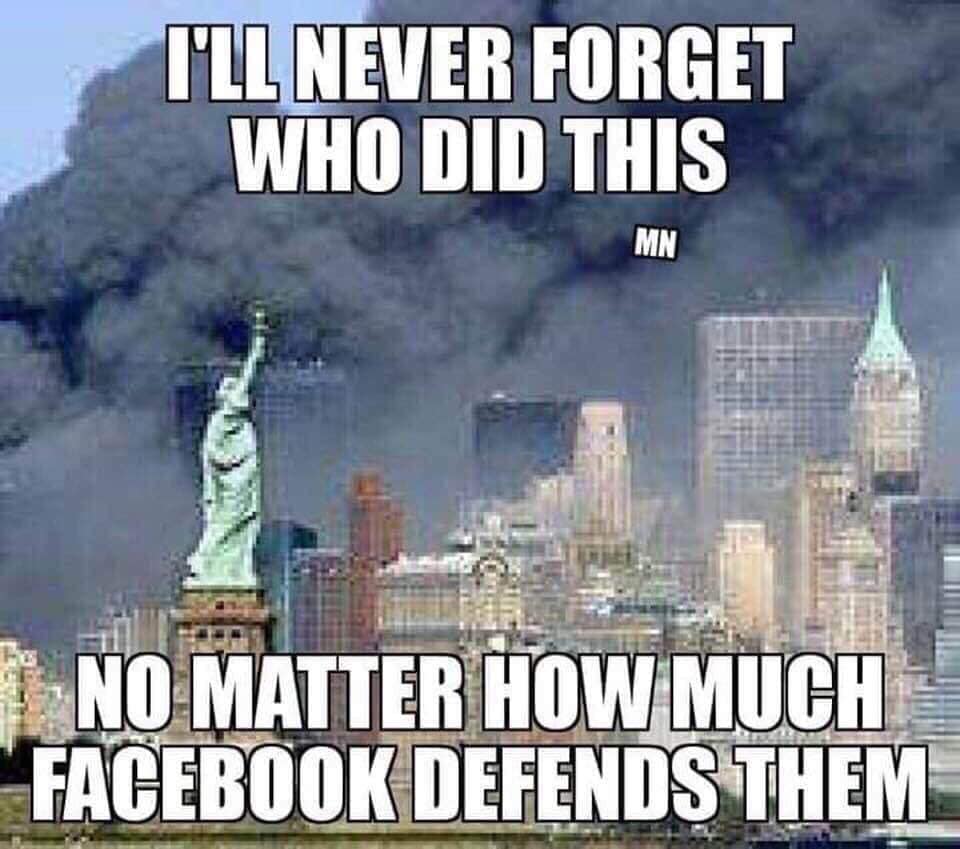 I'LL NEVER FORGET
WHO DID THIS
MN
NO MATTER HOW MUCH
FACEBOOK DEFENDS THEM